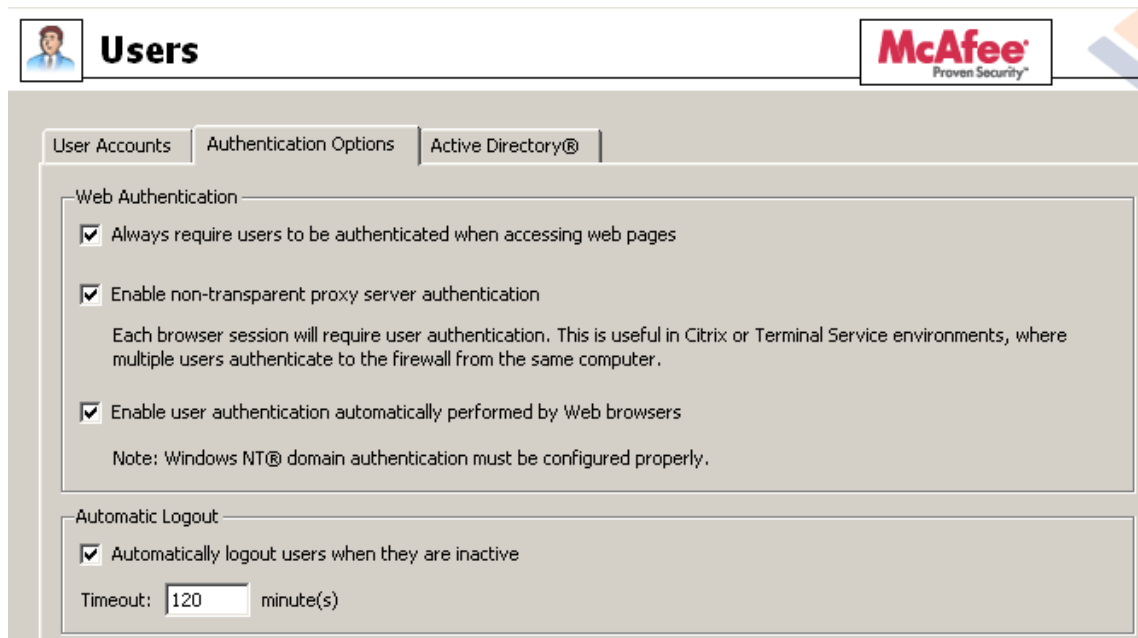 Users
McAfee®
Proven Security™
User Accounts
Authentication Options
Active Directory®
Web Authentication
Always require users to be authenticated when accessing web pages
Enable non-transparent proxy server authentication
Each browser session will require user authentication. This is useful in Citrix or Terminal Service environments, where
multiple users authenticate to the firewall from the same computer.
Enable user authentication automatically performed by Web browsers
Note: Windows NT® domain authentication must be configured properly.
Automatic Logout
Automatically logout users when they are inactive
Timeout: 120 minute(s)